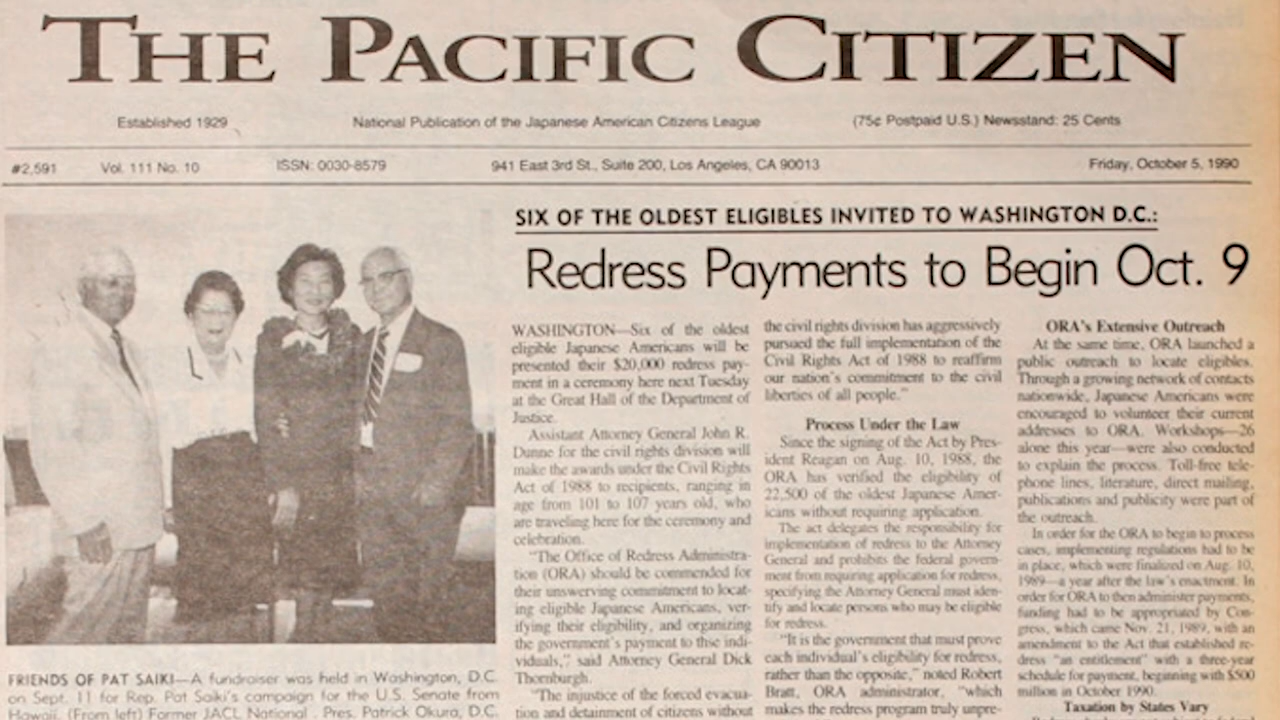 THE PACIFIC CITIZEN
Established 1929
National Publication of the Japanese American Citizens League
(75¢ Postpaid U.S.) Newsstand: 25 Cents
#2,591
Vol. 111 No. 10
ISSN: 0030-8579
941 East 3rd St., Suite 200, Los Angeles, CA 90013
Friday, October 5, 1990
SIX OF THE OLDEST ELIGIBLES INVITED TO WASHINGTON D.C.:
Redress Payments to Begin Oct. 9
FRIENDS OF PAT SAIKI—A fundraiser was held in Washington, D.C.
on Sept. 11 for Rep. Pat Saiki's campaign for the U.S. Senate from
Hawaii. (From left) Former JACL National . Pres. Patrick Okura, D.C.
WASHINGTON—Six of the oldest
eligible Japanese Americans will be
presented their $20,000 redress pay-
ment in a ceremony here next Tuesday
at the Great Hall of the Department of
Justice.
Assistant Attorney General John R.
Dunne for the civil rights division will
make the awards under the Civil Rights
Act of 1988 to recipients, ranging in
age from 101 to 107 years old, who
are traveling here for the ceremony and
celebration.
"The Office of Redress Administra-
tion (ORA) should be commended for
their unswerving commitment to locat-
ing eligible Japanese Americans, ver-
ifying their eligibility, and organizing
the government's payment to thse indi-
viduals," said Attorney General Dick
Thornburgh.
"The injustice of the forced evacua-
tion and detainment of citizens without
the civil rights division has aggressively
pursued the full implementation of the
Civil Rights Act of 1988 to reaffirm
our nation's commitment to the civil
liberties of all people."
Process Under the Law
Since the signing of the Act by Pres-
ident Reagan on Aug. 10, 1988, the
ORA has verified the eligibility of
22,500 of the oldest Japanese Amer-
icans without requiring application.
The act delegates the responsibility for
implementation of redress to the Attorney
General and prohibits the federal govern-
ment from requiring application for redress,
specifying the Attorney General must iden-
tify and locate persons who may be eligible
for redress.
"It is the government that must prove
each individual's eligibility for redress,
rather than the opposite," noted Robert
Bratt, ORA administrator, "which
makes the redress program truly unpre-
ORA's Extensive Outreach
At the same time, ORA launched a
public outreach to locate eligibles.
Through a growing network of contacts
nationwide, Japanese Americans were
encouraged to volunteer their current
addresses to ORA. Workshops—26
alone this year—were also conducted
to explain the process. Toll-free tele-
phone lines, literature, direct mailing,
publications and publicity were part of
the outreach.
In order for the ORA to begin to process
cases, implementing regulations had to be
in place, which were finalized on Aug. 10,
1989—a year after the law's enactment. In
order for ORA to then administer payments,
funding had to be appropriated by Con-
gress, which came Nov. 21, 1989, with an
amendment to the Act that established re-
dress "an entitlement" with a three-year
schedule for payment, beginning with $500
million in October 1990.
Taxation by States Vary